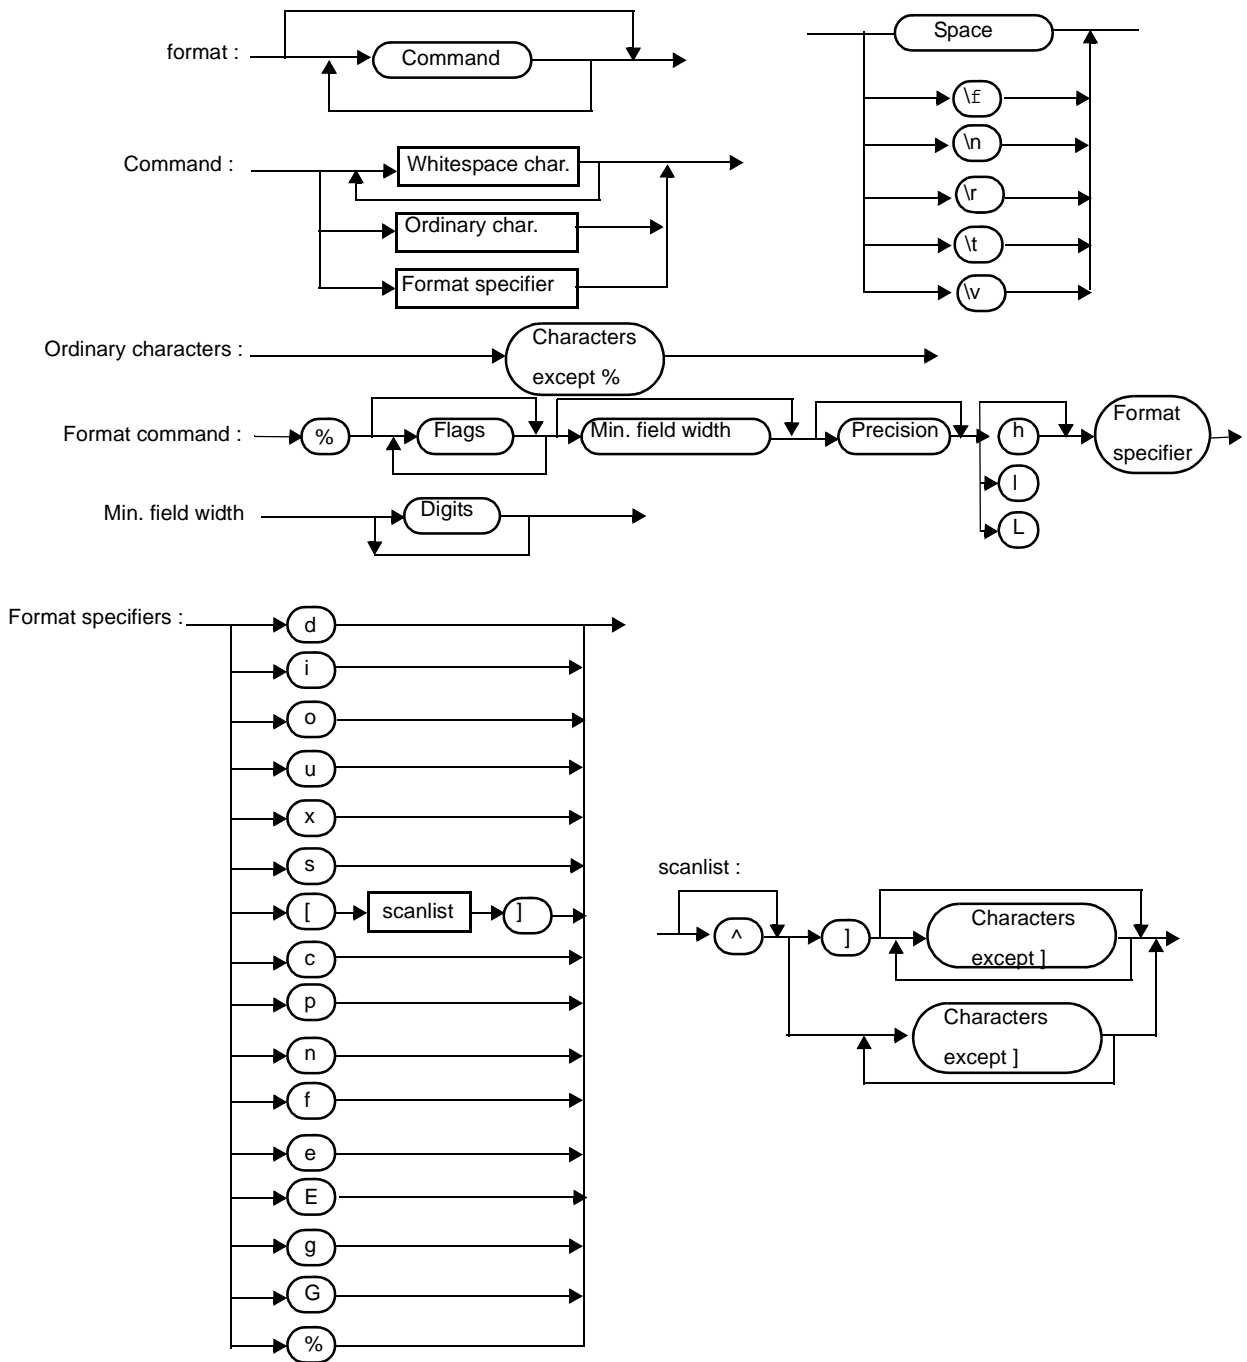 format :
Command
Space
\f
\n
\r
\t
\v
Command :
Whitespace char.
Ordinary char.
Format specifier
Ordinary characters :
Characters
except %
Format command :
%
Flags
Min. field width
Precision
h
l
L
Format
specifier
Min. field width
Digits
Format specifiers :
d
i
o
u
x
s
[
scanlist
]
c
p
n
f
e
E
g
G
%
scanlist :
^
]
Characters
except ]
Characters
except ]